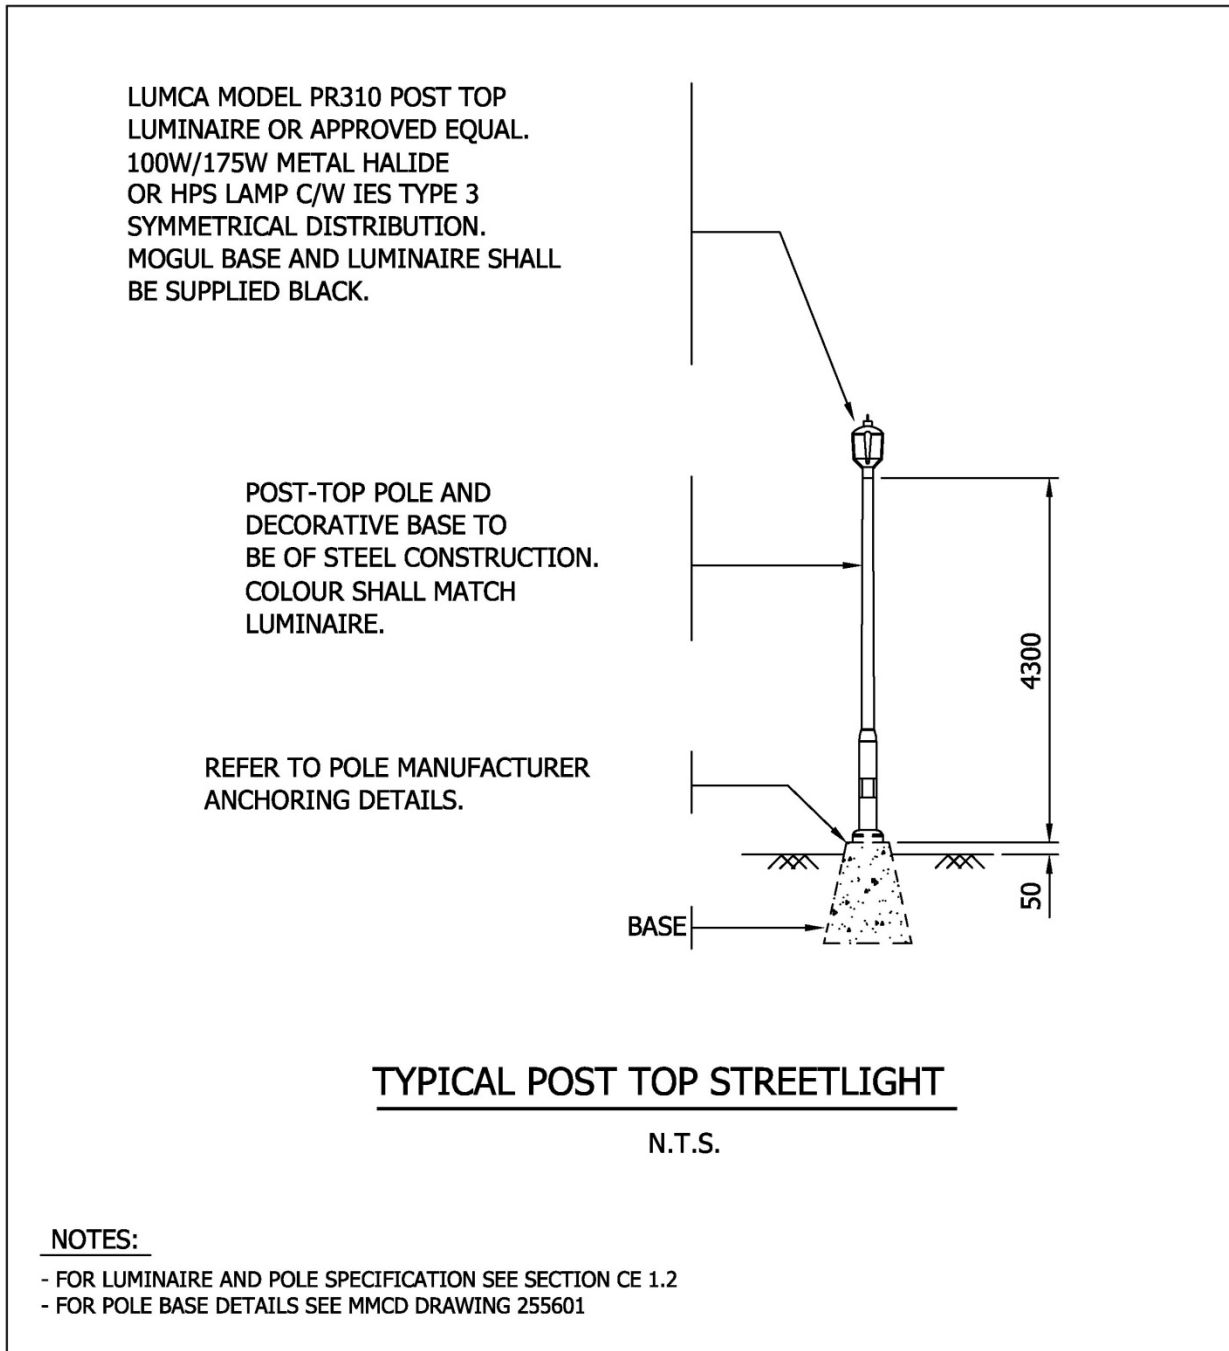 LUMCA MODEL PR310 POST TOP
LUMINAIRE OR APPROVED EQUAL.
100W/175W METAL HALIDE
OR HPS LAMP C/W IES TYPE 3
SYMMETRICAL DISTRIBUTION.
MOGUL BASE AND LUMINAIRE SHALL
BE SUPPLIED BLACK.
POST-TOP POLE AND
DECORATIVE BASE TO
BE OF STEEL CONSTRUCTION.
COLOUR SHALL MATCH
LUMINAIRE.
4300
REFER TO POLE MANUFACTURER
ANCHORING DETAILS.
50
BASE
TYPICAL POST TOP STREETLIGHT
N.T.S.
NOTES:
- FOR LUMINAIRE AND POLE SPECIFICATION SEE SECTION CE 1.2
- FOR POLE BASE DETAILS SEE MMCD DRAWING 255601